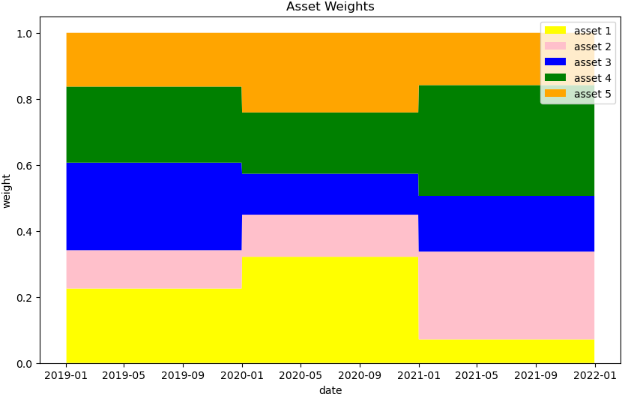 Asset Weights
asset 1
asset 2
asset 3
asset 4
asset 5
weight
1.0
0.8
0.6
0.4
0.2
0.0
2019-01 2019-05 2019-09 2020-01 2020-05 2020-09 2021-01 2021-05 2021-09 2022-01
date